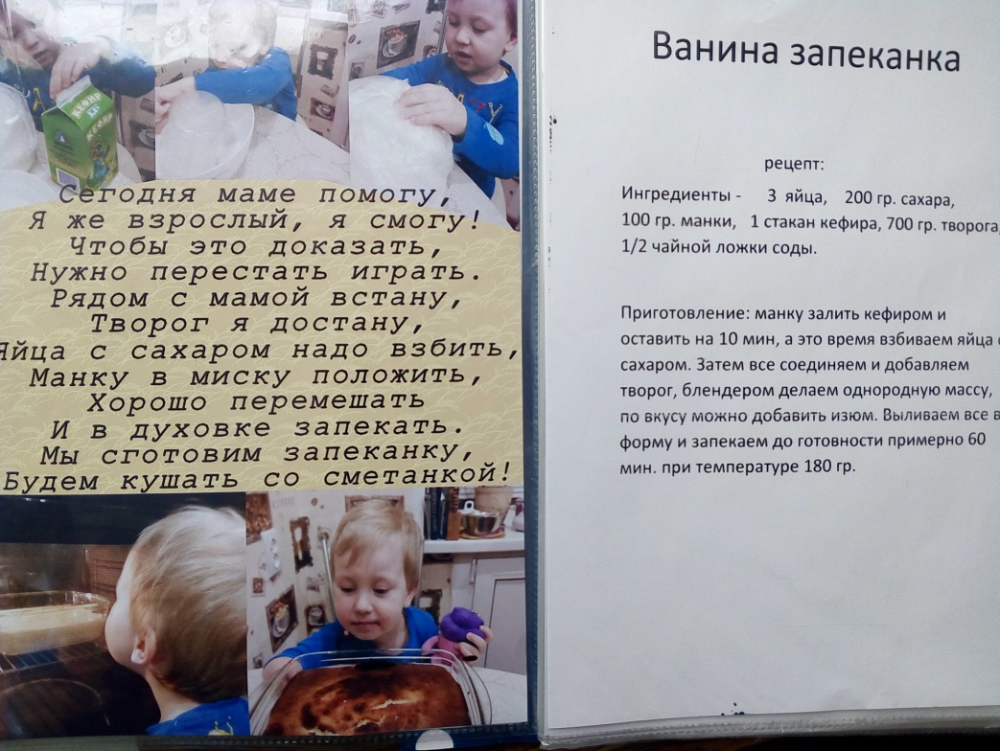 КЕФИР
КЕФИР
Сегодня маме помогу,
Я же взрослый, я смогу!
Чтобы это доказать,
Нужно перестать играть.
Рядом с мамой встану,
Творог я достану,
Яйца с сахаром надо взбить,
Манку в миску положить,
Хорошо перемешать
И в духовке запекать.
Мы сготовим запеканку,
Будем кушать со сметанкой!
Ванина запеканка
рецепт:
Ингредиенты - 3 яйца, 200 гр. сахара,
100 гр. манки, 1 стакан кефира, 700 гр. творога,
1/2 чайной ложки соды.
Приготовление: манку залить кефиром и
оставить на 10 мин, а это время взбиваем яйца с
сахаром. Затем все соединяем и добавляем
творог, блендером делаем однородную массу,
по вкусу можно добавить изюм. Выливаем все в
форму и запекаем до готовности примерно 60
мин. при температуре 180 гр.